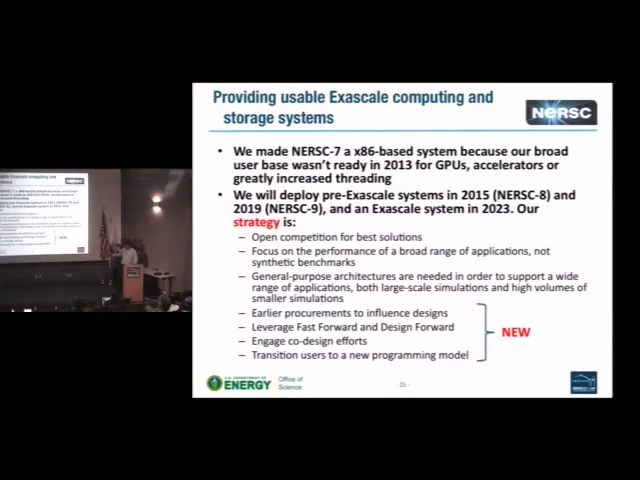 Providing usable Exascale computing and
storage systems
NERSC
• We made NERSC-7 a x86-based system because our broad
user base wasn't ready in 2013 for GPUs, accelerators or
greatly increased threading
• We will deploy pre-Exascale systems in 2015 (NERSC-8) and
2019 (NERSC-9), and an Exascale system in 2023. Our
strategy is:
– Open competition for best solutions
– Focus on the performance of a broad range of applications, not
synthetic benchmarks
– General-purpose architectures are needed in order to support a wide
range of applications, both large-scale simulations and high volumes of
smaller simulations
– Earlier procurements to influence designs
– Leverage Fast Forward and Design Forward
– Engage co-design efforts
– Transition users to a new programming model
NEW
U.S. DEPARTMENT OF
ENERGY
Office of
Science
- 25 -